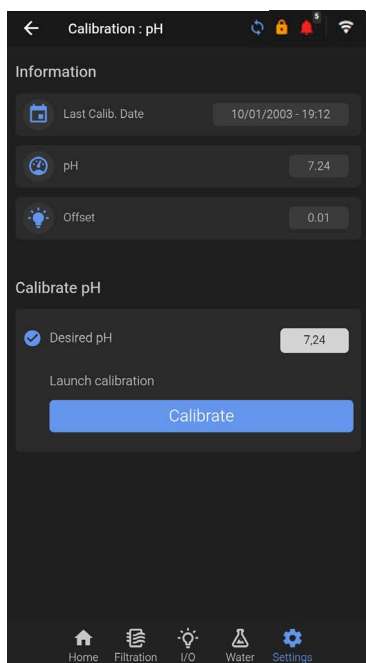 Calibration : pH
5
Information
Last Calib. Date 10/01/2003 - 19:12
pH 7.24
Offset 0.01
Calibrate pH
Desired pH 7,24
Launch calibration
Calibrate
Home Filtration I/O Water Settings